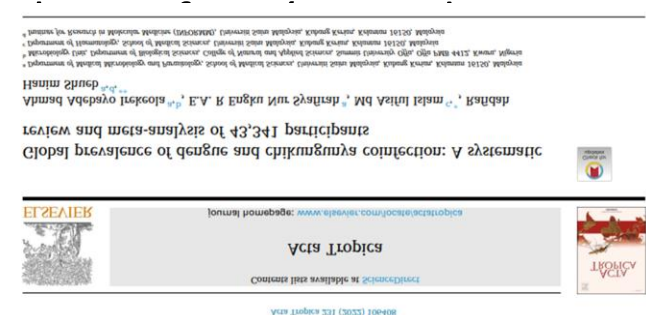 Acta Tropica 231 (2022) 106408
Contents lists available at ScienceDirect
Acta Tropica
journal homepage: www.elsevier.com/locate/actatropica
ELSEVIER
ACTA
TROPICA
Global prevalence of dengue and chikungunya coinfection: A systematic
review and meta-analysis of 43,341 participants
Check for
updates
Ahmad Adebayo Irekeola a,b, E.A. R Engku Nur Syafirah a, Md Asiful Islam c,*, Rafidah
Hanim Shueb a,d,**
a Department of Medical Microbiology and Parasitology, School of Medical Sciences, Universiti Sains Malaysia, Kubang Kerian, Kelantan 16150, Malaysia
b Microbiology Unit, Department of Biological Sciences, College of Natural and Applied Sciences, Summit University Offa, Offa PMB 4412, Kwara, Nigeria
c Department of Haematology, School of Medical Sciences, Universiti Sains Malaysia, Kubang Kerian, Kelantan 16150, Malaysia
d Institute for Research in Molecular Medicine (INFORMM), Universiti Sains Malaysia, Kubang Kerian, Kelantan 16150, Malaysia